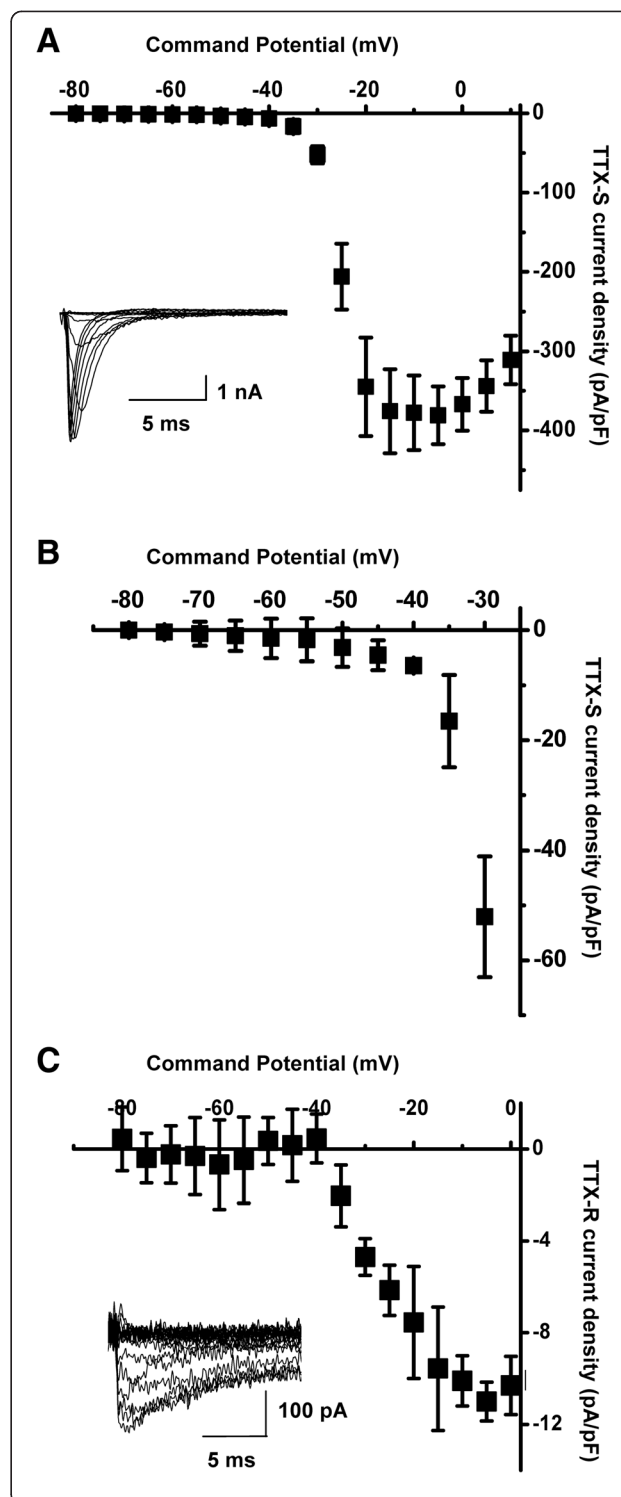 A
Command Potential (mV)
-80 -60 -40 -20 0
0
-100
-200
-300
-400
TTX-S current density (pA/pF)
1 nA
5 ms
B
Command Potential (mV)
-80 -70 -60 -50 -40 -30
0
-20
-40
-60
TTX-S current density (pA/pF)
C
Command Potential (mV)
-80 -60 -40 -20 0
0
-4
-8
-12
TTX-R current density (pA/pF)
100 pA
5 ms